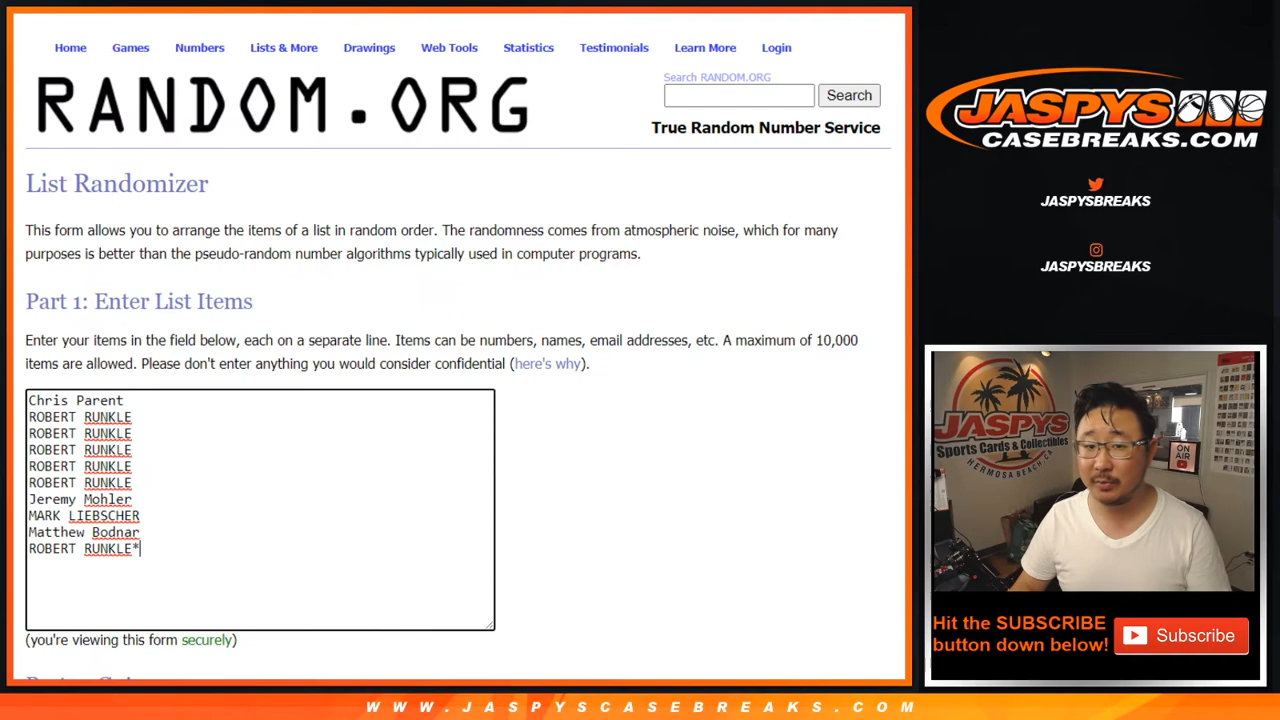 Home Games Numbers Lists & More Drawings Web Tools Statistics Testimonials Learn More Login
RANDOM.ORG
Search RANDOM.ORG
Search
True Random Number Service
List Randomizer
This form allows you to arrange the items of a list in random order. The randomness comes from atmospheric noise, which for many
purposes is better than the pseudo-random number algorithms typically used in computer programs.
Part 1: Enter List Items
Enter your items in the field below, each on a separate line. Items can be numbers, names, email addresses, etc. A maximum of 10,000
items are allowed. Please don't enter anything you would consider confidential (here's why).
Chris Parent
ROBERT RUNKLE
ROBERT RUNKLE
ROBERT RUNKLE
ROBERT RUNKLE
ROBERT RUNKLE
Jeremy Mohler
MARK LIEBSCHER
Matthew Bodnar
ROBERT RUNKLE*
(you're viewing this form securely)
JASPYS
CASEBREAKS.COM
JASPYSBREAKS
JASPYSBREAKS
JASPYS
Sports Cards & Collectibles
HERMOSA BEACH, CA
ON
AIR
Hit the SUBSCRIBE
button down below!
Subscribe
WWW.JASPYSCASEBREAKS.COM